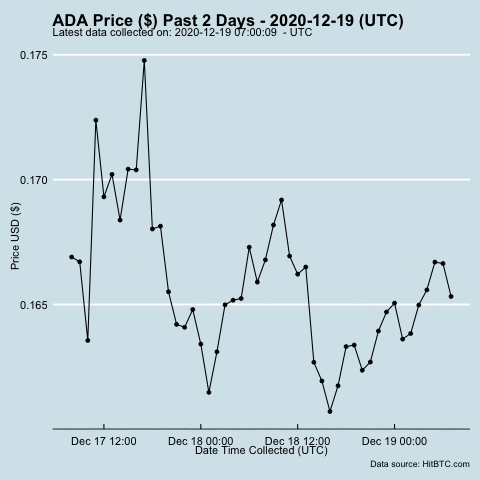 ADA Price ($) Past 2 Days - 2020-12-19 (UTC)
Latest data collected on: 2020-12-19 07:00:09  - UTC
0.175
0.170
0.165
Price USD ($)
Dec 17 12:00 Dec 18 00:00 Dec 18 12:00 Dec 19 00:00
Date Time Collected (UTC)
Data source: HitBTC.com